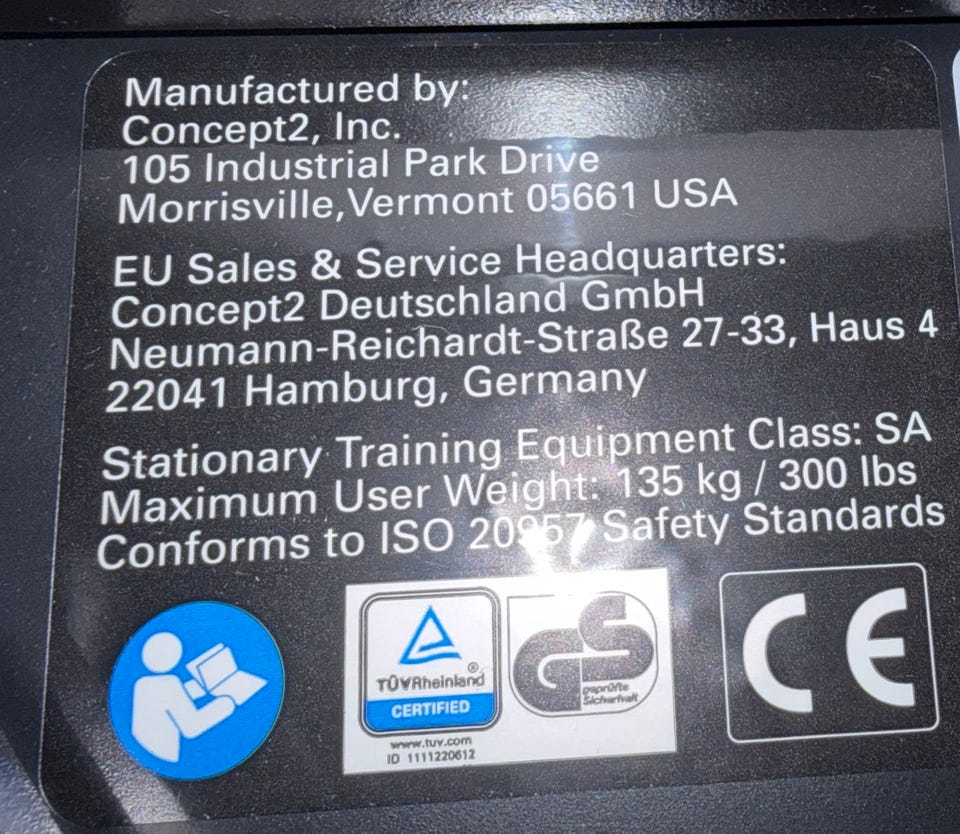 Manufactured by:
Concept2, Inc.
105 Industrial Park Drive
Morrisville, Vermont 05661 USA
EU Sales & Service Headquarters:
Concept2 Deutschland GmbH
Neumann-Reichardt-Straße 27-33, Haus 4
22041 Hamburg, Germany
Stationary Training Equipment Class: SA
Maximum User Weight: 135 kg / 300 lbs
Conforms to ISO 20957 Safety Standards
TÜVRheinland®
CERTIFIED
www.tuv.com
ID 1111220612
GS
geprüfte
Sicherheit
CE